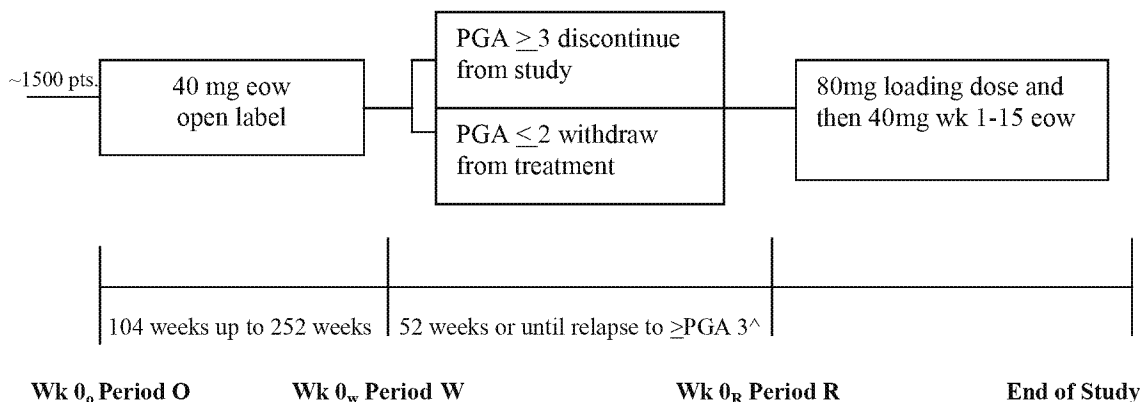 ~1500 pts.
40 mg eow
open label
PGA ≥ 3 discontinue
from study
PGA ≤ 2 withdraw
from treatment
80mg loading dose and
then 40mg wk 1-15 eow
104 weeks up to 252 weeks
52 weeks or until relapse to ≥PGA 3^
Wk 0ₒ Period O
Wk 0w Period W
Wk 0R Period R
End of Study